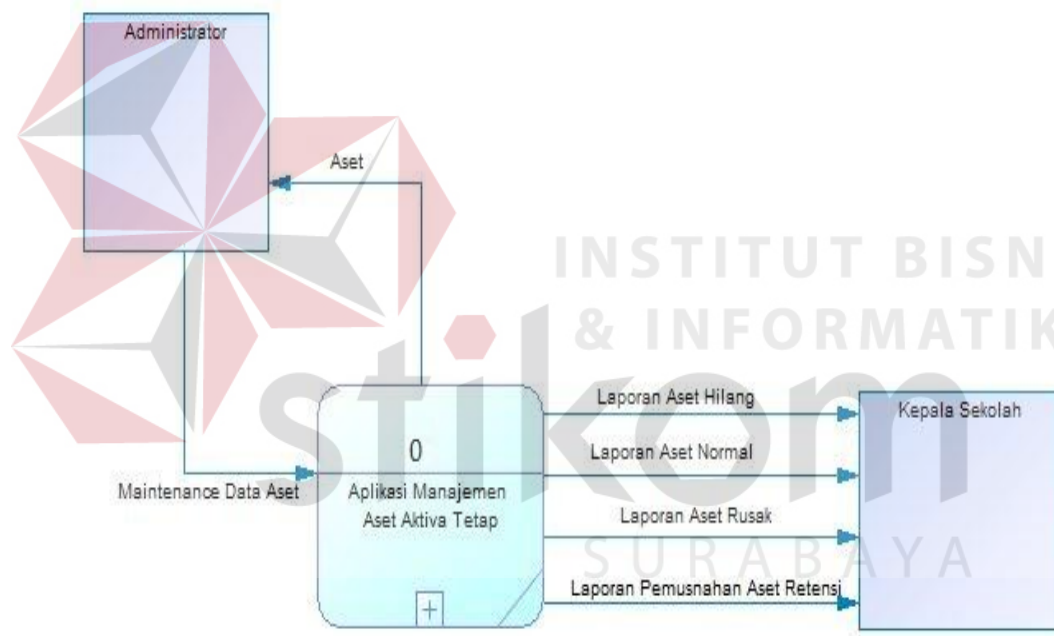 Administrator
Aset
INSTITUT BISN
& INFORMATIK
stikom
SURABAYA
Laporan Aset Hilang
Kepala Sekolah
0
Laporan Aset Normal
Maintenance Data Aset
Aplikasi Manajemen
Aset Aktiva Tetap
Laporan Aset Rusak
Laporan Pemusnahan Aset Retensi
+